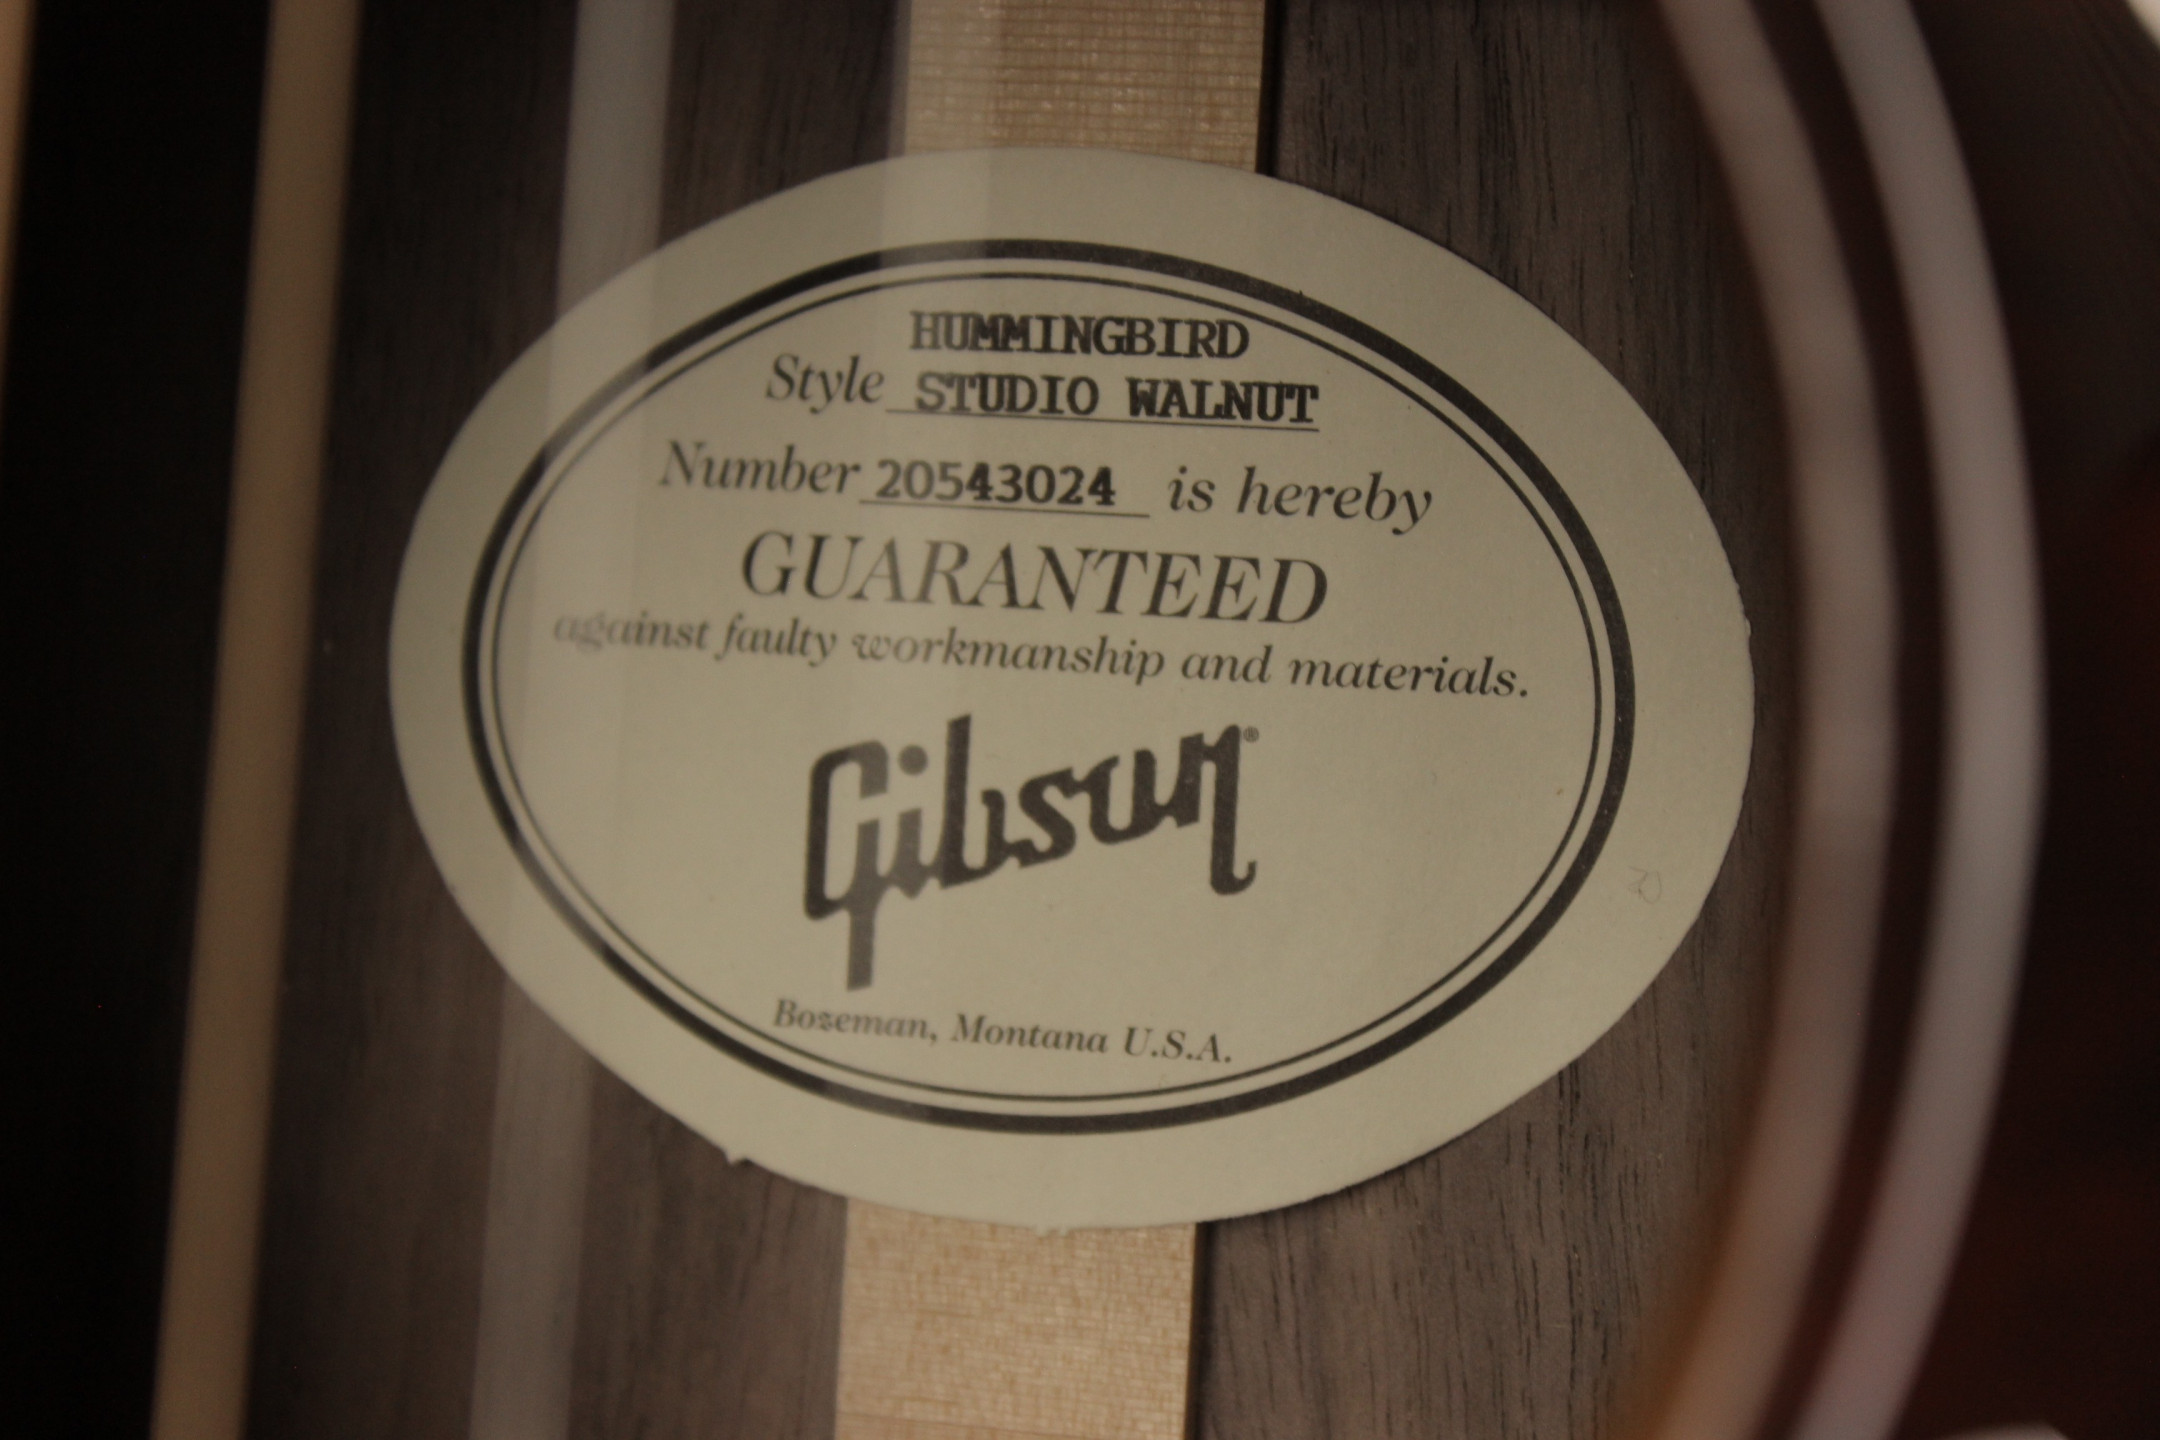 HUMMINGBIRD
Style STUDIO WALNUT
Number 20543024 is hereby
GUARANTEED
against faulty workmanship and materials.
Gibson®
Bozeman, Montana U.S.A.